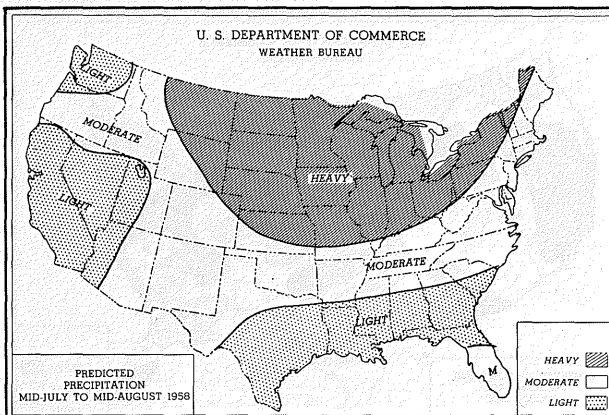 U. S. DEPARTMENT OF COMMERCE
WEATHER BUREAU
LIGHT
MODERATE
HEAVY
LIGHT
MODERATE
LIGHT
M
PREDICTED
PRECIPITATION
MID-JULY TO MID-AUGUST 1958
HEAVY
MODERATE
LIGHT